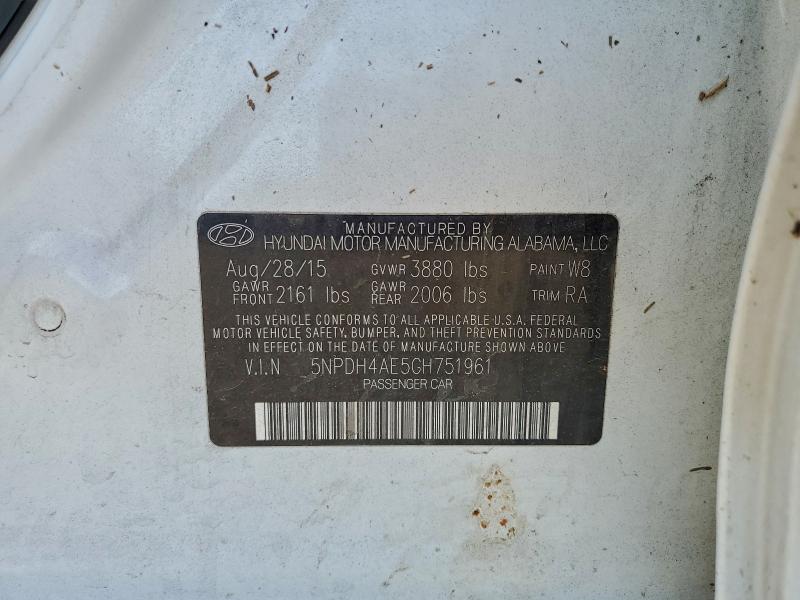 MANUFACTURED BY
HYUNDAI MOTOR MANUFACTURING ALABAMA, LLC
Aug/28/15 GVWR 3880 lbs PAINT W8
GAWR FRONT 2161 lbs GAWR REAR 2006 lbs TRIM RA
THIS VEHICLE CONFORMS TO ALL APPLICABLE U.S.A. FEDERAL
MOTOR VEHICLE SAFETY, BUMPER, AND THEFT PREVENTION STANDARDS
IN EFFECT ON THE DATE OF MANUFACTURE SHOWN ABOVE
V.I.N 5NPDH4AE5GH751961
PASSENGER CAR